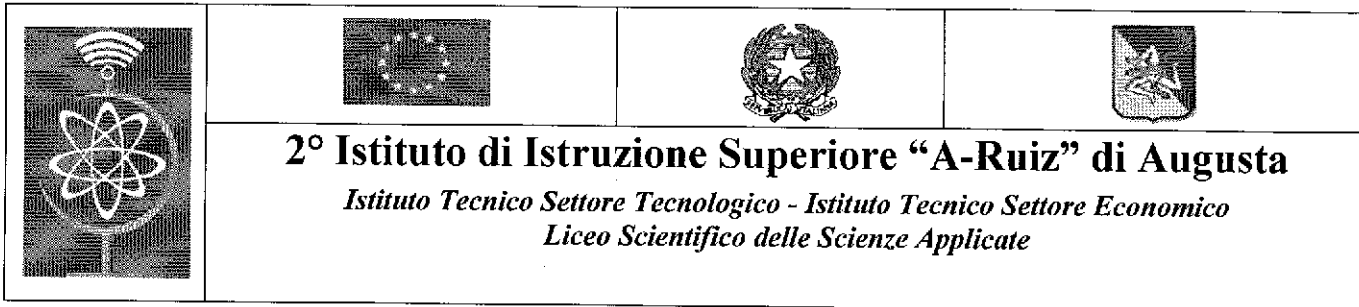 2° Istituto di Istruzione Superiore “A-Ruiz” di Augusta
Istituto Tecnico Settore Tecnologico - Istituto Tecnico Settore Economico
Liceo Scientifico delle Scienze Applicate